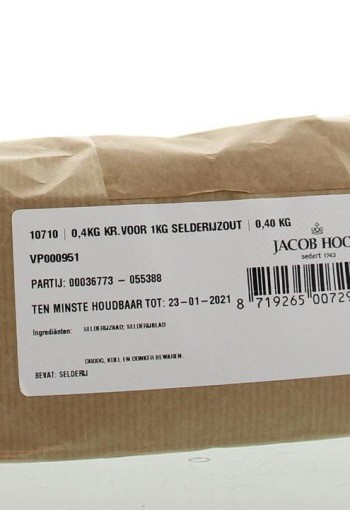 10710 | 0,4KG KR.VOOR 1KG SELDERIJZOUT | 0,40 KG
JACOB HOO
sedert 1743
VP000951
PARTIJ: 00036773 - 055388
TEN MINSTE HOUDBAAR TOT: 23-01-2021
8 719265 00729
Ingrediënten: SELDERIJZAAD; SELDERIJBLAD
DROOG, KOEL EN DONKER BEWAREN.
BEVAT: SELDERIJ